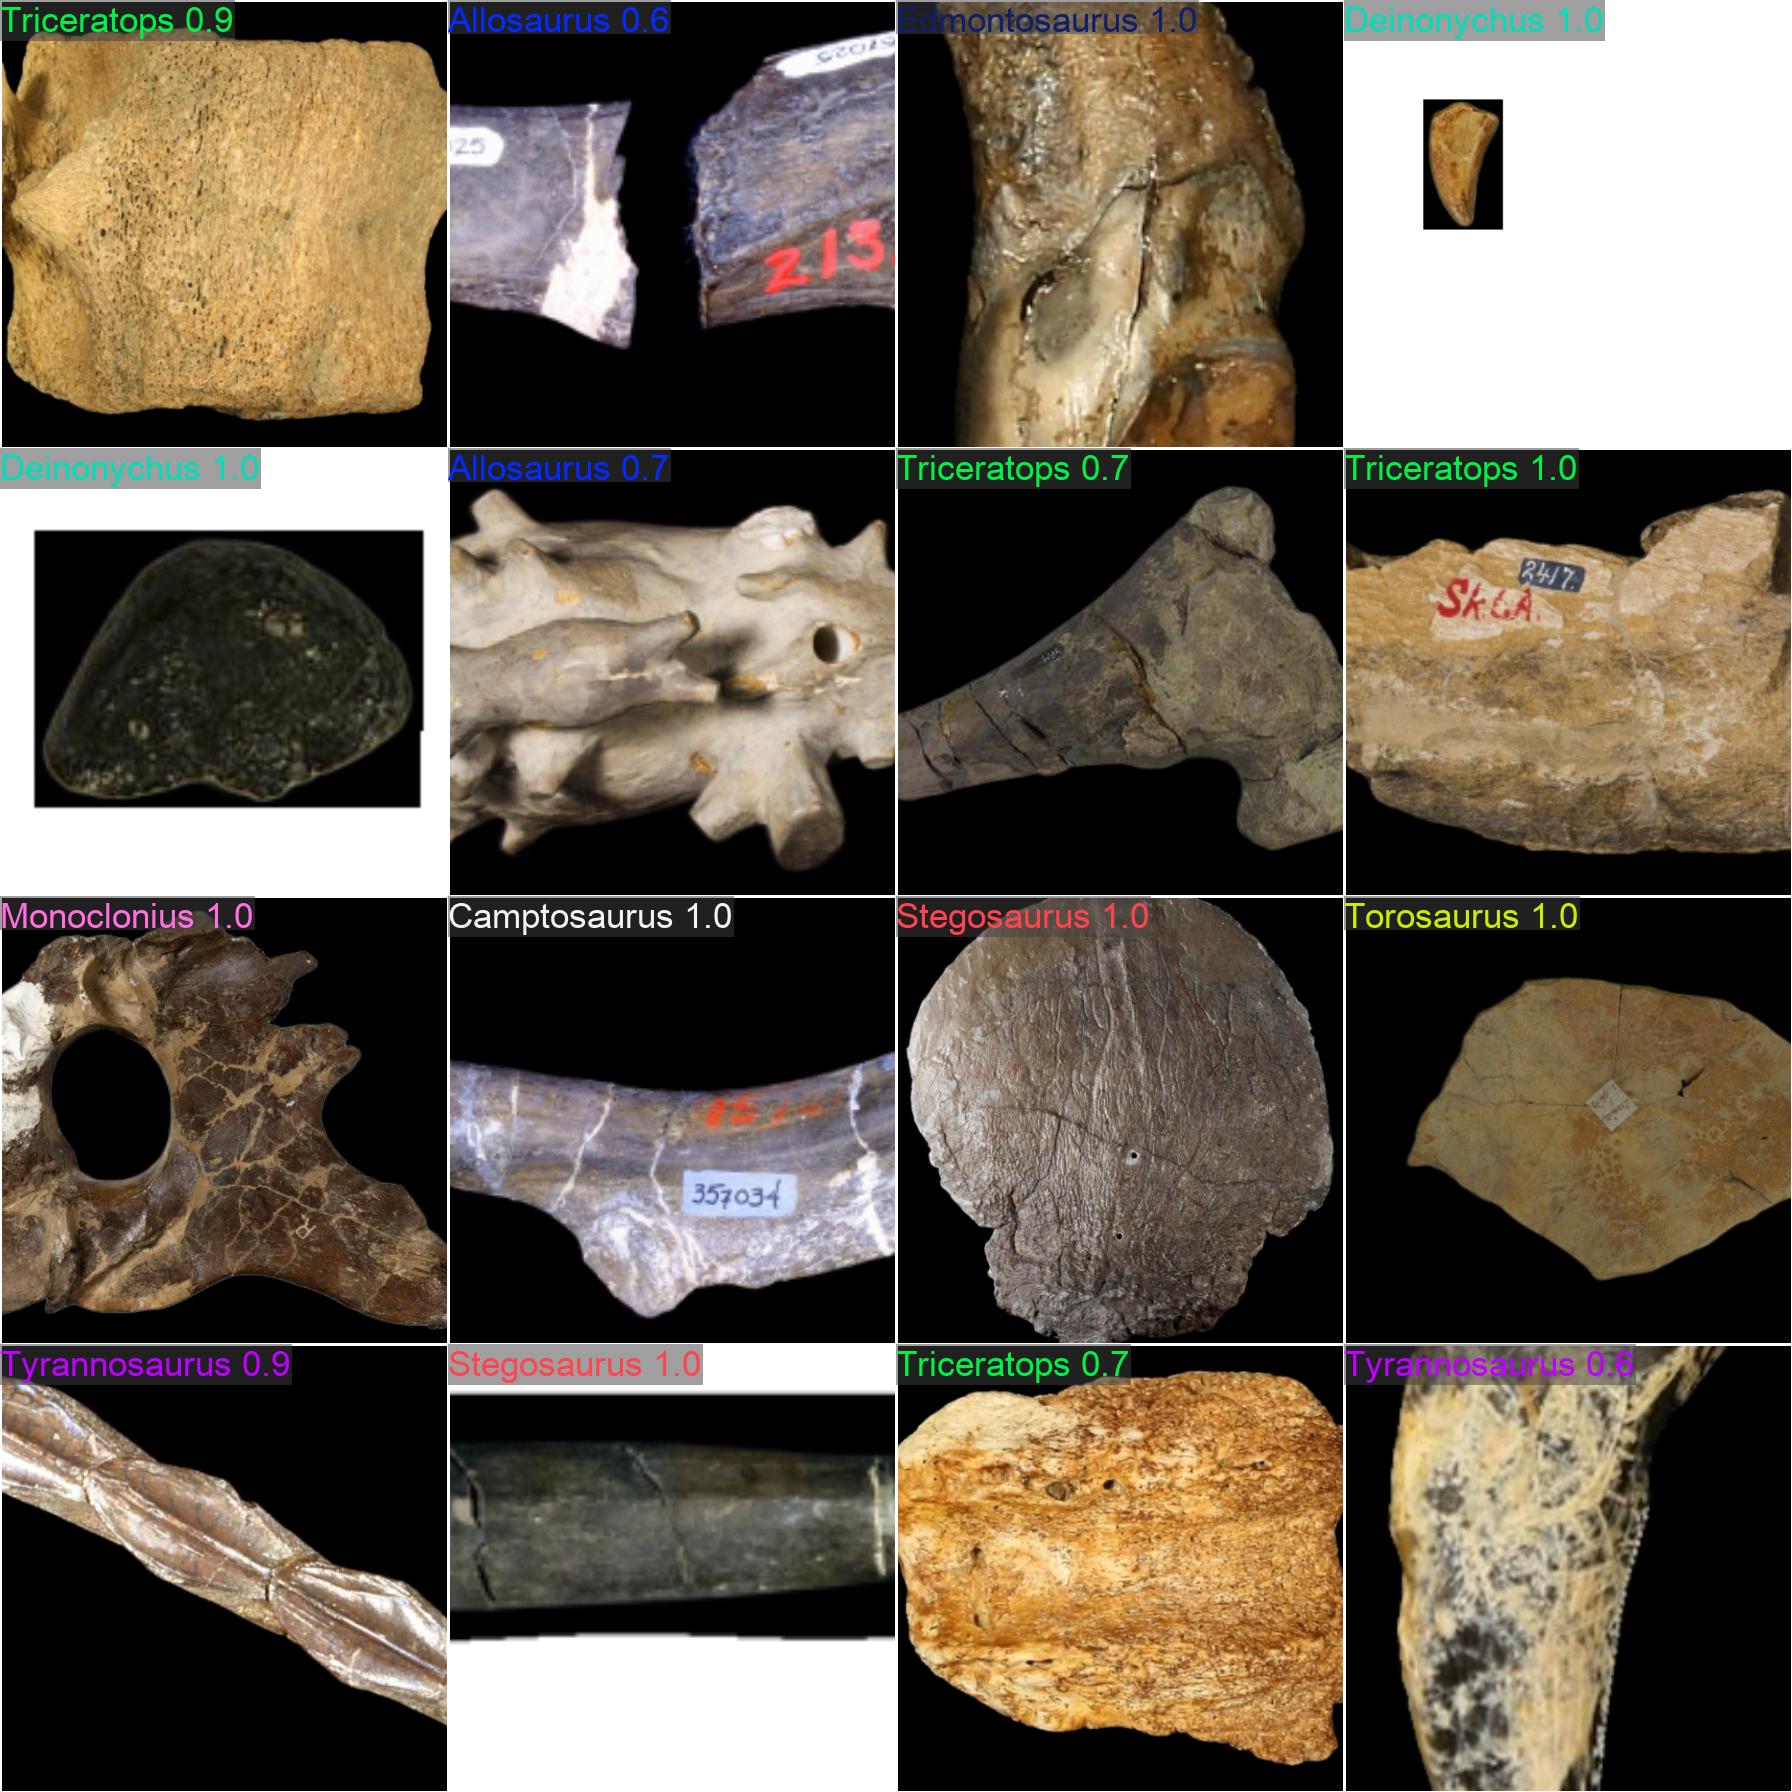 Triceratops 0.9
Allosaurus 0.6
Edmontosaurus 1.0
Deinonychus 1.0
57025
25
213
Deinonychus 1.0
Allosaurus 0.7
Triceratops 0.7
Triceratops 1.0
2417.
Sk.6A.
Monoclonius 1.0
Camptosaurus 1.0
Stegosaurus 1.0
Torosaurus 1.0
357034
Tyrannosaurus 0.9
Stegosaurus 1.0
Triceratops 0.7
Tyrannosaurus 0.6